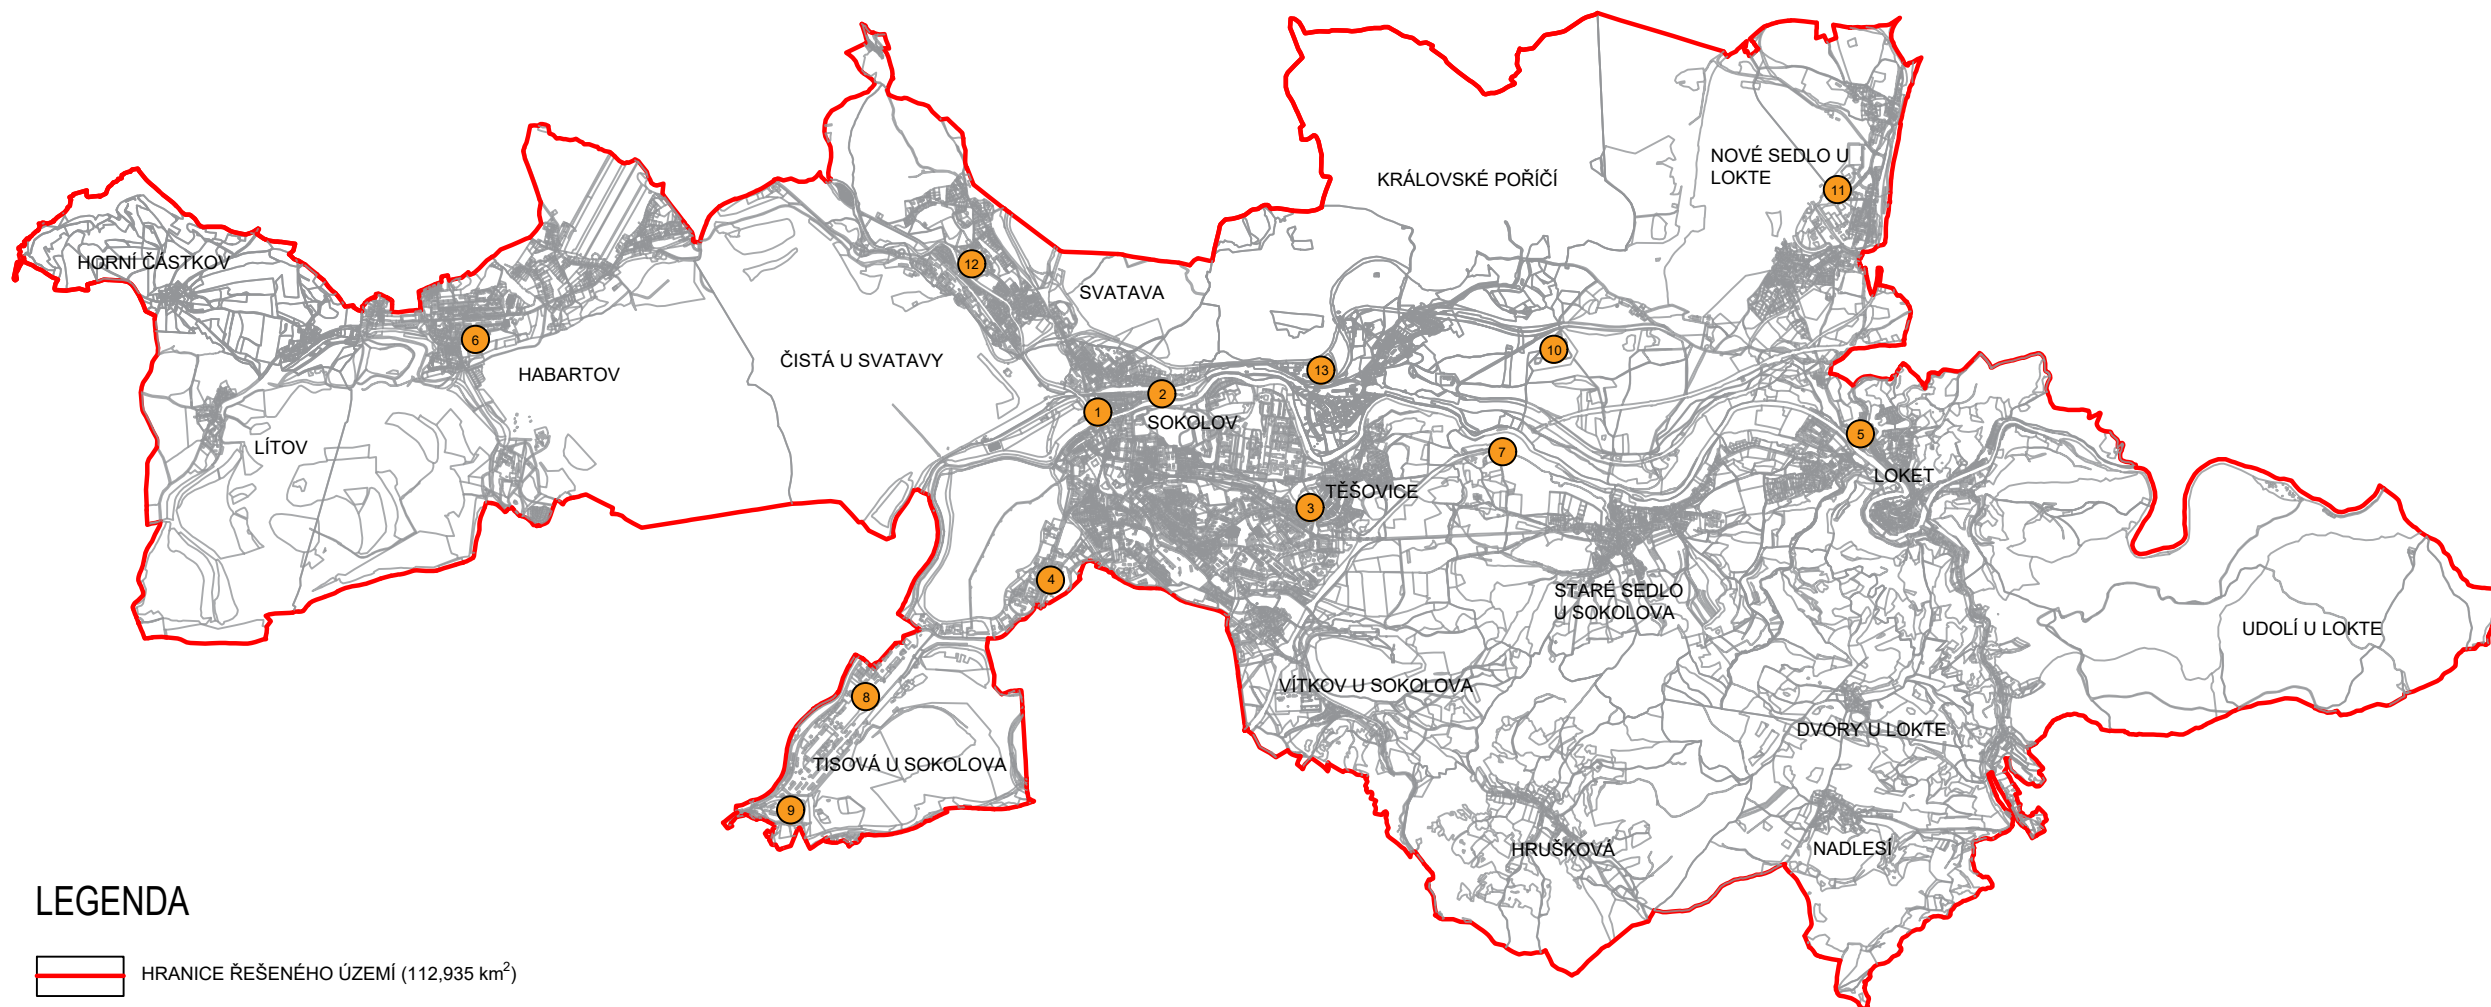 NOVÉ SEDLO U
LOKTE
KRÁLOVSKÉ POŘÍČÍ
11
HORNÍ ČÁSTKOV
12
SVATAVA
6
10
ČISTÁ U SVATAVY
HABARTOV
13
2
1
SOKOLOV
5
LÍTOV
7
LOKET
TĚŠOVICE
3
4
STARÉ SEDLO
U SOKOLOVA
UDOLÍ U LOKTE
VÍTKOV U SOKOLOVA
8
DVORY U LOKTE
TISOVÁ U SOKOLOVA
9
HRUŠKOVÁ
NADLESÍ
LEGENDA
HRANICE ŘEŠENÉHO ÚZEMÍ (112,935 km²)